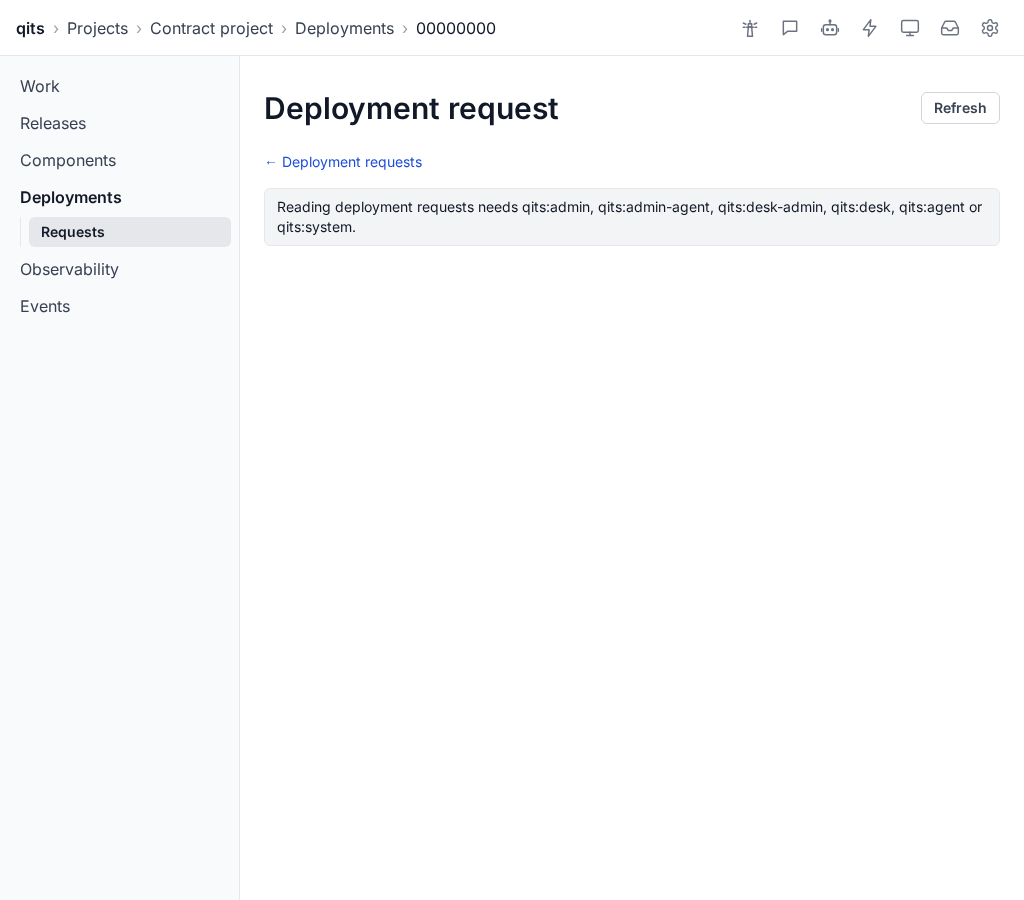 qits › Projects › Contract project › Deployments › 00000000
Work
Releases
Components
Deployments
Requests
Observability
Events
Deployment request
Refresh
← Deployment requests
Reading deployment requests needs qits:admin, qits:admin-agent, qits:desk-admin, qits:desk, qits:agent or
qits:system.